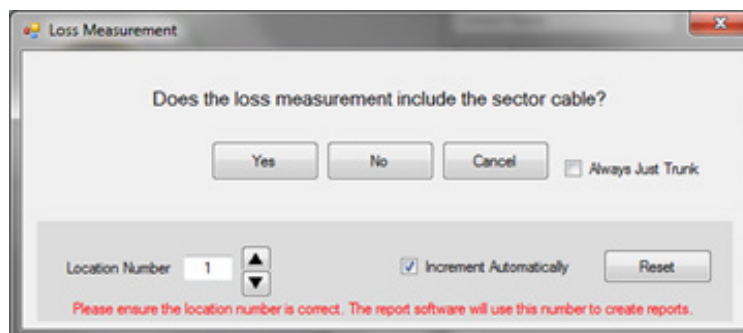 Loss Measurement
Does the loss measurement include the sector cable?
Yes No Cancel Always Just Trunk
Location Number 1 Increment Automatically Reset
Please ensure the location number is correct. The report software will use this number to create reports.